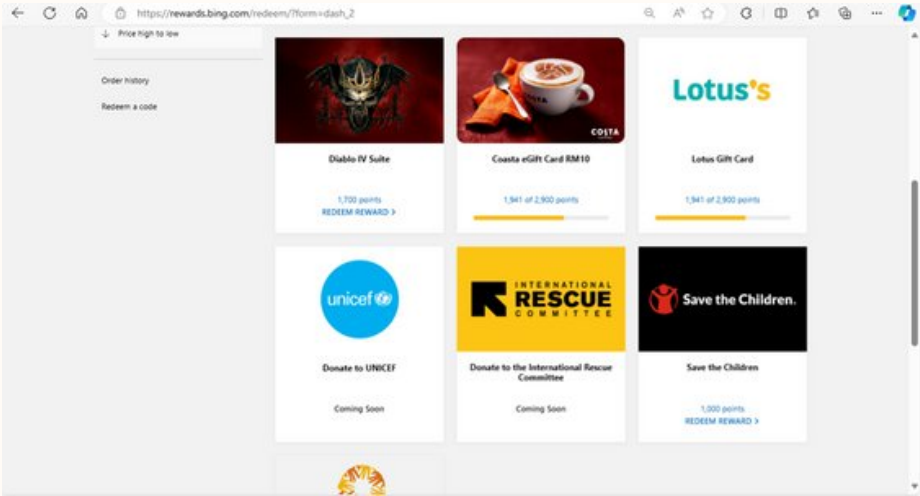 https://rewards.bing.com/redeem/?form=dash_2
Price high to low
Order history
Redeem a code
COSTA
COSTA
Lotus's
Diablo IV Suite
Coasta eGift Card RM10
Lotus Gift Card
1,700 points
REDEEM REWARD >
1,941 of 2,900 points
1,941 of 2,900 points
unicef
INTERNATIONAL
RESCUE
COMMITTEE
Save the Children.
Donate to UNICEF
Donate to the International Rescue
Committee
Save the Children
Coming Soon
Coming Soon
1,000 points
REDEEM REWARD >